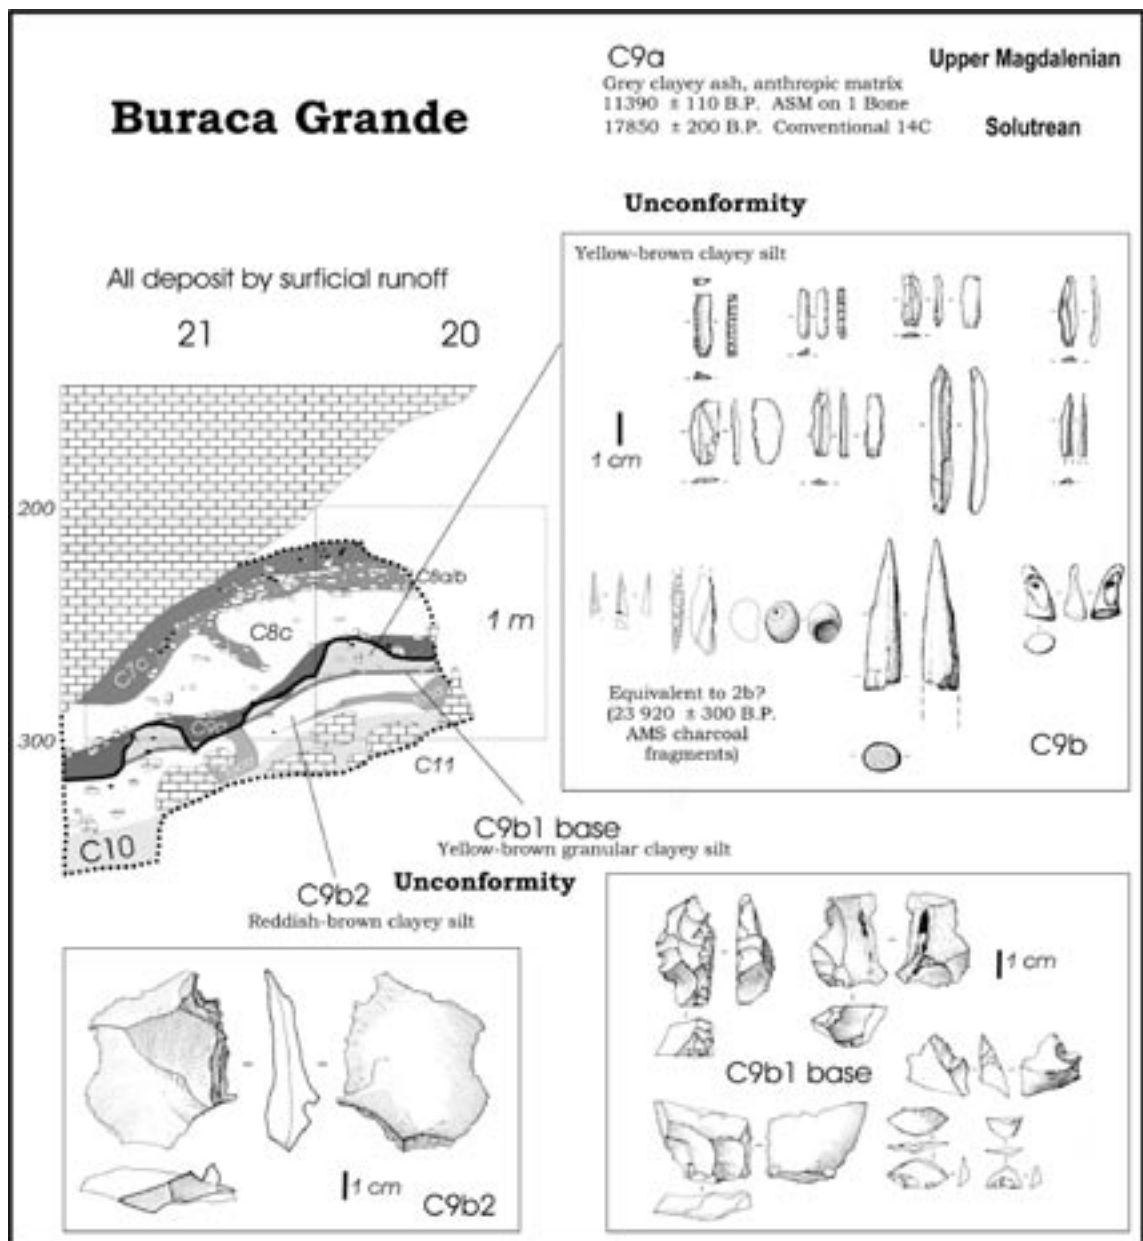 Buraca Grande
C9a
Upper Magdalenian
Grey clayey ash, anthropic matrix
11390 ± 110 B.P. ASM on 1 Bone
17850 ± 200 B.P. Conventional 14C
Solutrean
Unconformity
All deposit by surficial runoff
21
20
Yellow-brown clayey silt
1 cm
200
C8a/b
C8c
1 m
C7c
300
C11
C10
Equivalent to 2b?
(23 920 ± 300 B.P.
AMS charcoal
fragments)
C9b
C9b1 base
Yellow-brown granular clayey silt
Unconformity
C9b2
Reddish-brown clayey silt
1 cm
C9b2
1 cm
C9b1 base